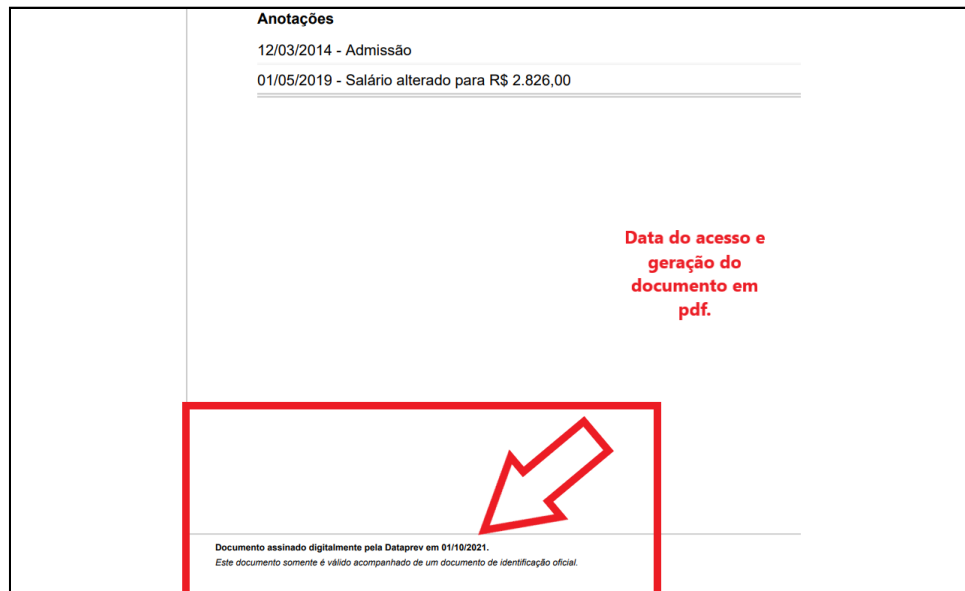 Anotações
12/03/2014 - Admissão
01/05/2019 - Salário alterado para R$ 2.826,00
Data do acesso e
geração do
documento em
pdf.
Documento assinado digitalmente pela Dataprev em 01/10/2021.
Este documento somente é válido acompanhado de um documento de identificação oficial.